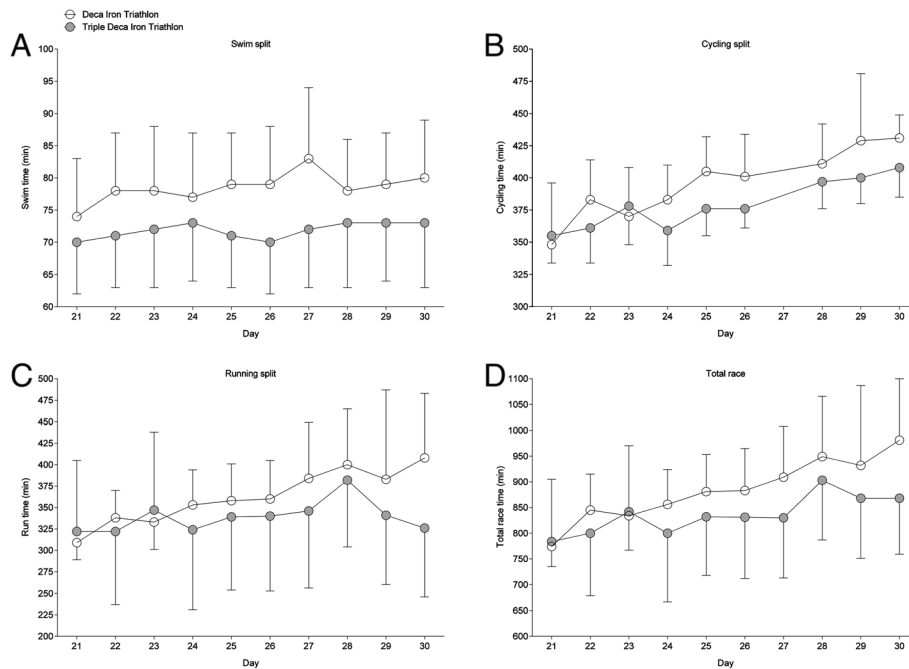 Deca Iron Triathlon
Triple Deca Iron Triathlon
A
Swim split
100
95
90
85
80
75
70
65
60
Swim time (min)
21 22 23 24 25 26 27 28 29 30
Day
B
Cycling split
500
475
450
425
400
375
350
325
300
Cycling time (min)
21 22 23 24 25 26 27 28 29 30
Day
C
Running split
500
475
450
425
400
375
350
325
300
275
250
225
200
Run time (min)
21 22 23 24 25 26 27 28 29 30
Day
D
Total race
1100
1050
1000
950
900
850
800
750
700
650
600
Total race time (min)
21 22 23 24 25 26 27 28 29 30
Day